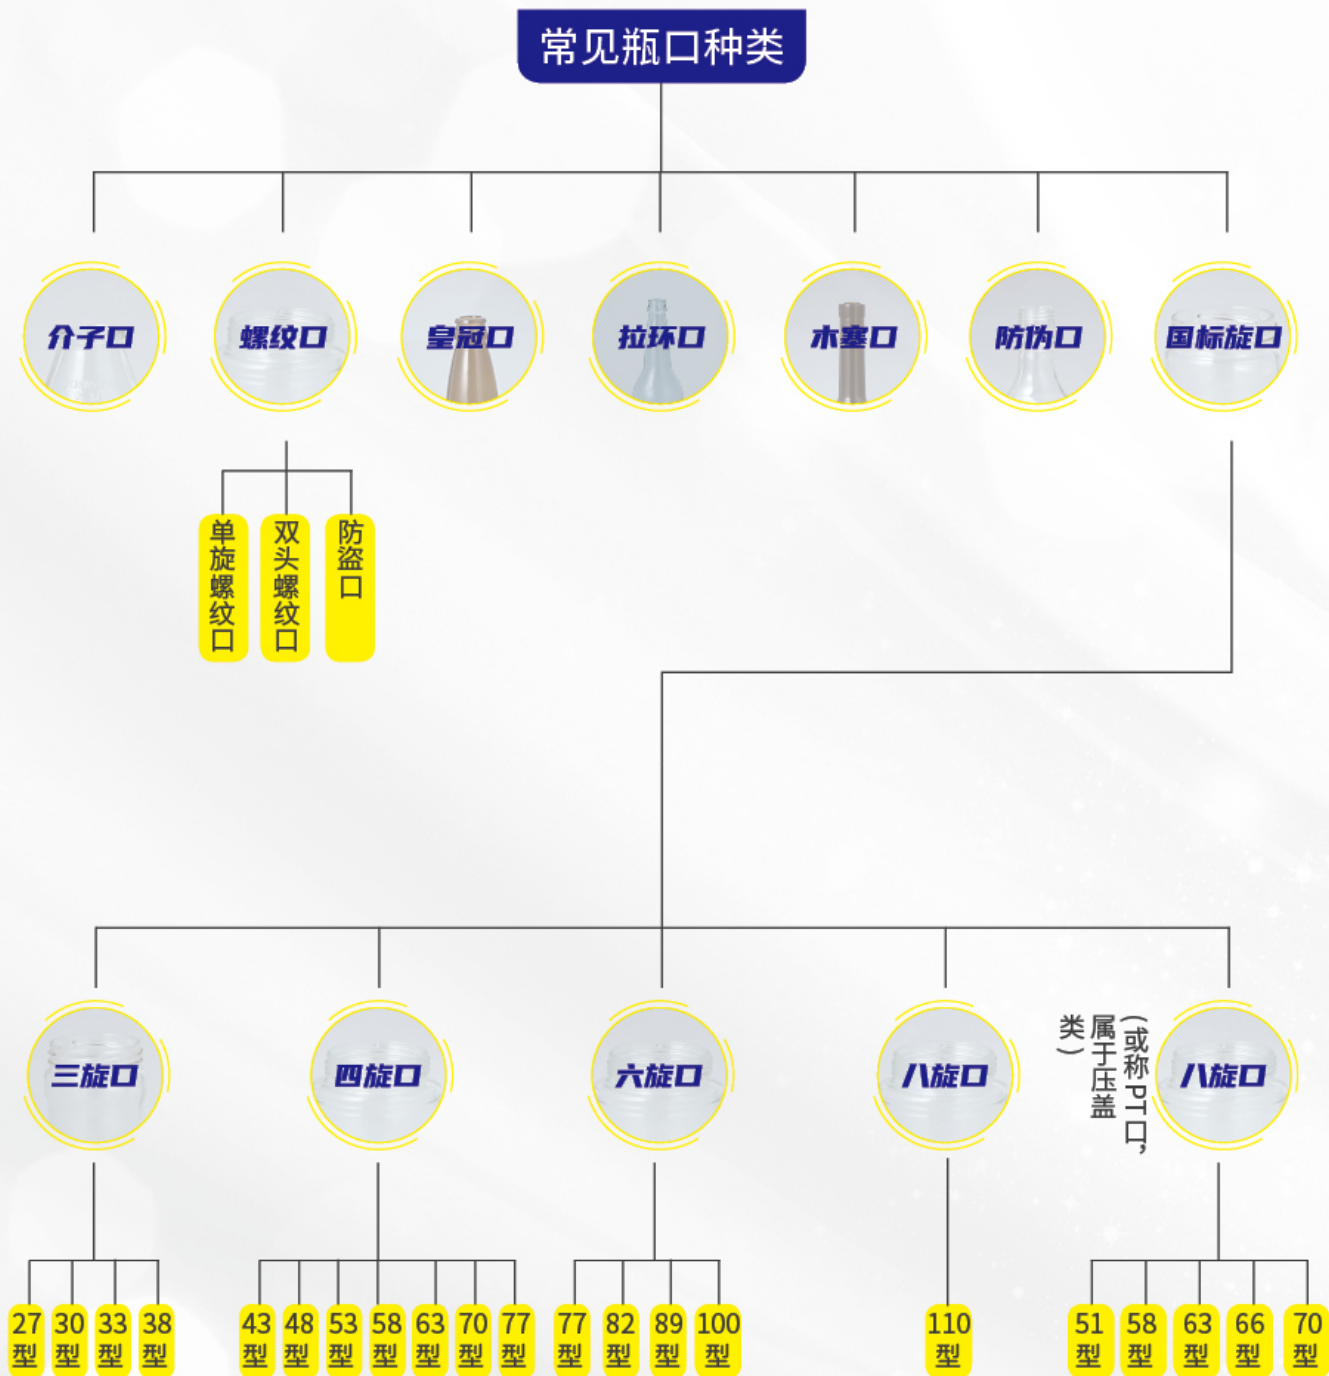 常见瓶口种类
介子口
螺纹口
皇冠口
拉环口
木塞口
防伪口
国标旋口
单旋螺纹口
双头螺纹口
防盗口
三旋口
四旋口
六旋口
八旋口
(或称PT口，
属于压盖
类)
八旋口
27型
30型
33型
38型
43型
48型
53型
58型
63型
70型
77型
77型
82型
89型
100型
110型
51型
58型
63型
66型
70型